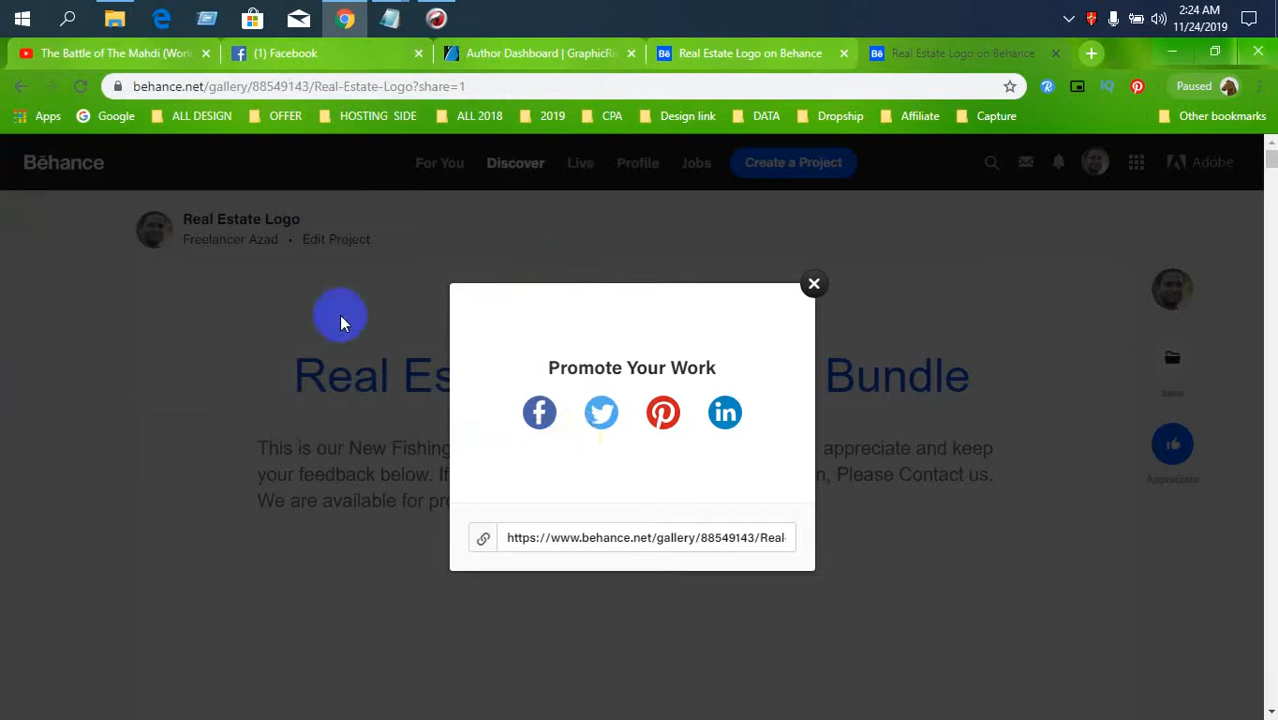 2:24 AM
11/24/2019
The Battle of The Mahdi (Worl
(1) Facebook
Author Dashboard | GraphicRi
Real Estate Logo on Behance
Real Estate Logo on Behance
behance.net/gallery/88549143/Real-Estate-Logo?share=1
Paused
Apps
Google
ALL DESIGN
OFFER
HOSTING SIDE
ALL 2018
2019
CPA
Design link
DATA
Dropship
Affiliate
Capture
Other bookmarks
Bēhance
For You
Discover
Live
Profile
Jobs
Create a Project
Adobe
Real Estate Logo
Freelancer Azad • Edit Project
Real Es Bundle
This is our New Fishing appreciate and keep
your feedback below. If n, Please Contact us.
We are available for pr
Save
Appreciate
Promote Your Work
https://www.behance.net/gallery/88549143/Real-